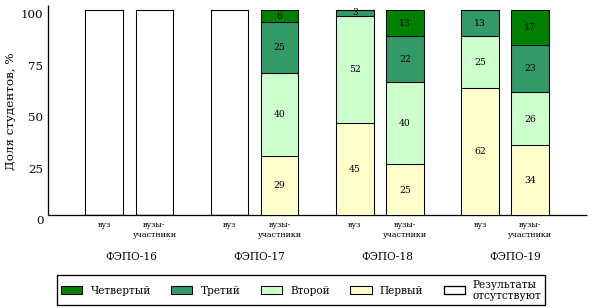 Доля студентов, %
100
75
50
25
0
6
25
40
29
3
52
45
13
22
40
25
13
25
62
17
23
26
34
вуз
вузы-
участники
вуз
вузы-
участники
вуз
вузы-
участники
вуз
вузы-
участники
ФЭПО-16
ФЭПО-17
ФЭПО-18
ФЭПО-19
Четвертый
Третий
Второй
Первый
Результаты
отсутствуют